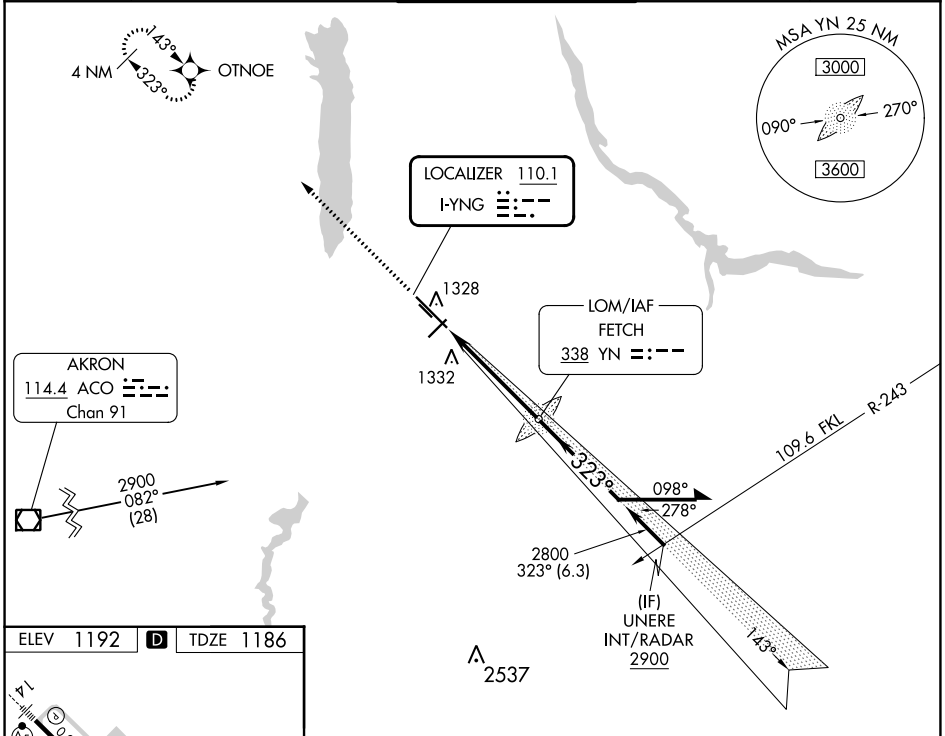 143°
4 NM
323°
OTNOE
MSA YN 25 NM
3000
090°
270°
3600
LOCALIZER 110.1
I-YNG
1328
1332
LOM/IAF
FETCH
338 YN
AKRON
114.4 ACO
Chan 91
2900
082°
(28)
109.6 FKL
R-243
323°
098°
278°
2800
323° (6.3)
(IF)
UNERE
INT/RADAR
2900
143°
2537
ELEV 1192
D
TDZE 1186
14
P